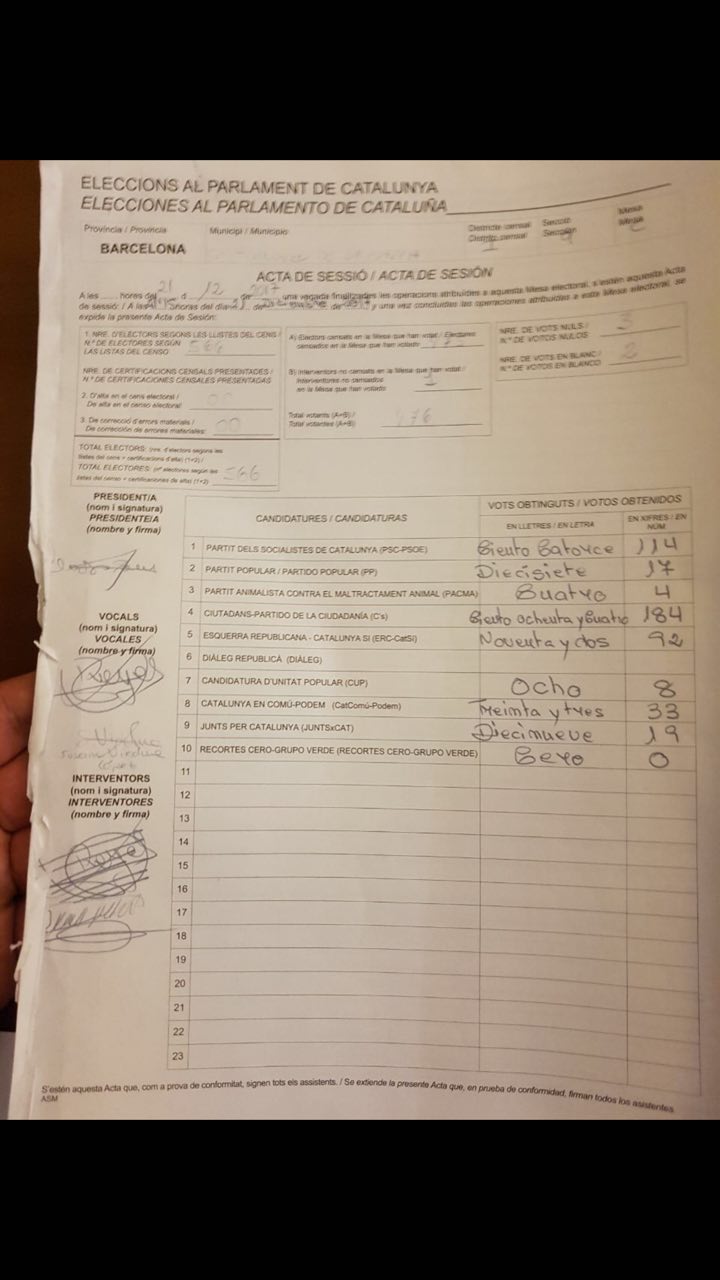 ELECCIONS AL PARLAMENT DE CATALUNYA
ELECCIONES AL PARLAMENTO DE CATALUÑA
Província / Provincia Municipi / Municipio Districte censal Secció Mesa
Distrito censal Sección Mesa
BARCELONA
ACTA DE SESSIÓ / ACTA DE SESIÓN
A les hores del 21 d 12 de 2017 una vegada finalitzades les operacions atribuïdes a aquesta Mesa electoral, s'estén aquesta Acta
de sessió: / A las horas del día de de y una vez concluidas las operaciones atribuidas a esta Mesa electoral, se
expide la presente Acta de Sesión:
1. NRE. D'ELECTORS SEGONS LES LLISTES DEL CENS /
N.º DE ELECTORES SEGÚN
LAS LISTAS DEL CENSO
NRE. DE CERTIFICACIONS CENSALS PRESENTADES /
N.º DE CERTIFICACIONES CENSALES PRESENTADAS
2. D'alta en el cens electoral /
De alta en el censo electoral:
3. De correcció d'errors materials /
De corrección de errores materiales: 00
TOTAL ELECTORS: (nre. d'electors segons les
llistes del cens + certificacions d'alta) (1+2) /
TOTAL ELECTORES: (nº electores según las
listas del censo + certificaciones de alta) (1+2) 566
A) Electors censats en la Mesa que han votat / Electores
censados en la Mesa que han votado
B) Interventors no censats en la Mesa que han votat /
Interventores no censados
en la Mesa que han votado 1
Total votants (A+B) /
Total votantes (A+B) 476
NRE. DE VOTS NULS / 3
N.º DE VOTOS NULOS
NRE. DE VOTS EN BLANC / 2
N.º DE VOTOS EN BLANCO
PRESIDENT/A
(nom i signatura)
PRESIDENTE/A
(nombre y firma)
VOCALS
(nom i signatura)
VOCALES
(nombre y firma)
Reyes
INTERVENTORS
(nom i signatura)
INTERVENTORES
(nombre y firma)
CANDIDATURES / CANDIDATURAS VOTS OBTINGUTS / VOTOS OBTENIDOS
EN LLETRES / EN LETRA EN XIFRES / EN NÚM.
1 PARTIT DELS SOCIALISTES DE CATALUNYA (PSC-PSOE) Ciento Catorce 114
2 PARTIT POPULAR / PARTIDO POPULAR (PP) Diecisiete 17
3 PARTIT ANIMALISTA CONTRA EL MALTRACTAMENT ANIMAL (PACMA) Cuatro 4
4 CIUTADANS-PARTIDO DE LA CIUDADANÍA (C's) Ciento ochenta y Cuatro 184
5 ESQUERRA REPUBLICANA - CATALUNYA SÍ (ERC-CatSí) Noventa y dos 92
6 DIÀLEG REPUBLICÀ (DIÀLEG)
7 CANDIDATURA D'UNITAT POPULAR (CUP) Ocho 8
8 CATALUNYA EN COMÚ-PODEM (CatComú-Podem) Treinta y tres 33
9 JUNTS PER CATALUNYA (JUNTSxCAT) Diecinueve 19
10 RECORTES CERO-GRUPO VERDE (RECORTES CERO-GRUPO VERDE) Cero 0
11
12
13
14
15
16
17
18
19
20
21
22
23
S'estén aquesta Acta que, com a prova de conformitat, signen tots els assistents. / Se extiende la presente Acta que, en prueba de conformidad, firman todos los asistentes
ASM